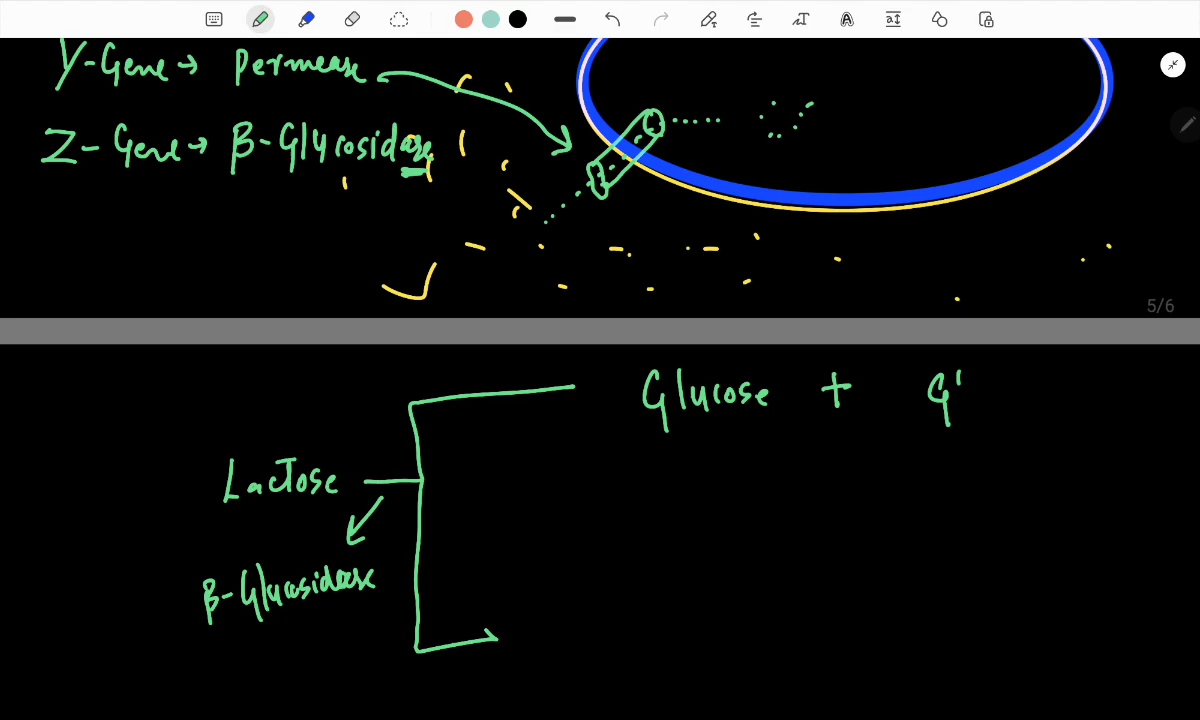 Y-Gene → Permease
Z-Gene → β-Glycosidase
5/6
Glucose + G
Lactose
β-Glycosidase